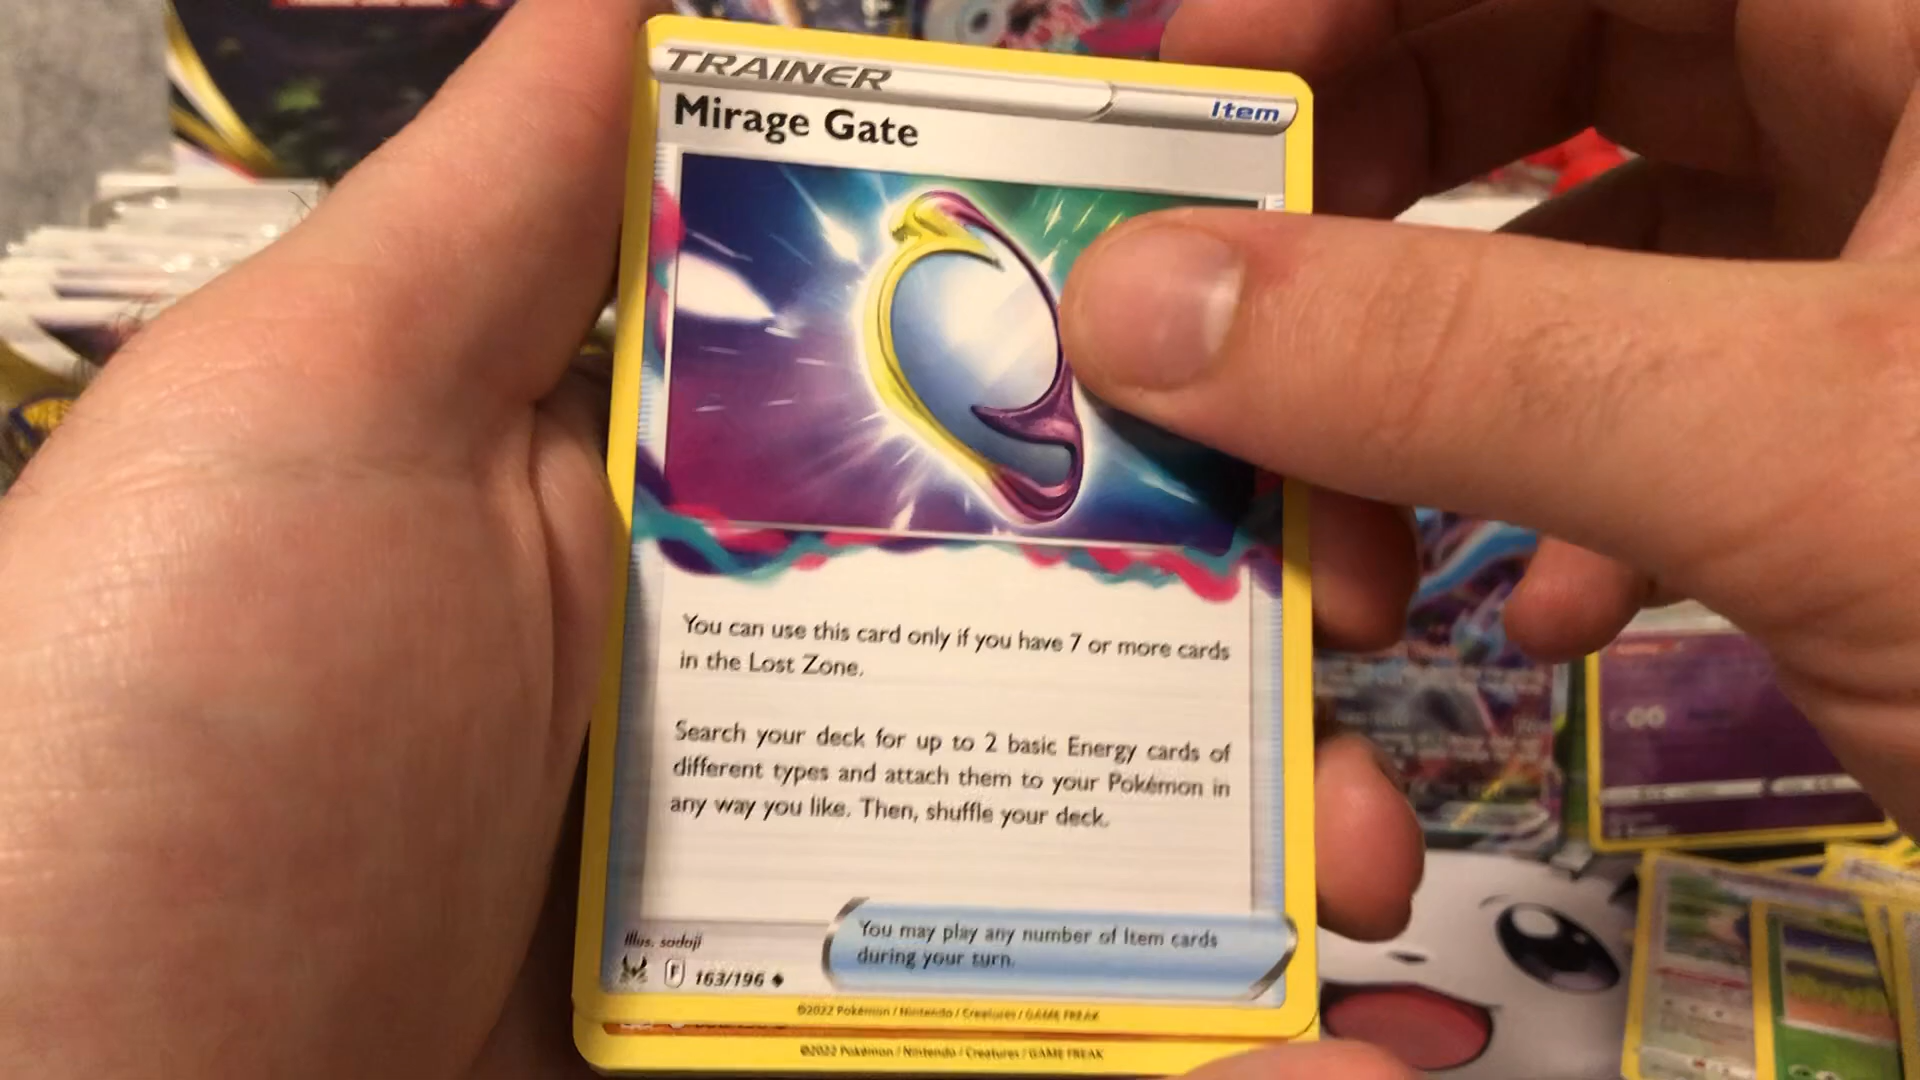 TRAINER
Item
Mirage Gate
You can use this card only if you have 7 or more cards
in the Lost Zone.
Search your deck for up to 2 basic Energy cards of
different types and attach them to your Pokémon in
any way you like. Then, shuffle your deck.
You may play any number of Item cards
during your turn.
Illus. sadaji
F 163/196
©2022 Pokémon / Nintendo / Creatures / GAME FREAK
©2022 Pokémon / Nintendo / Creatures / GAME FREAK